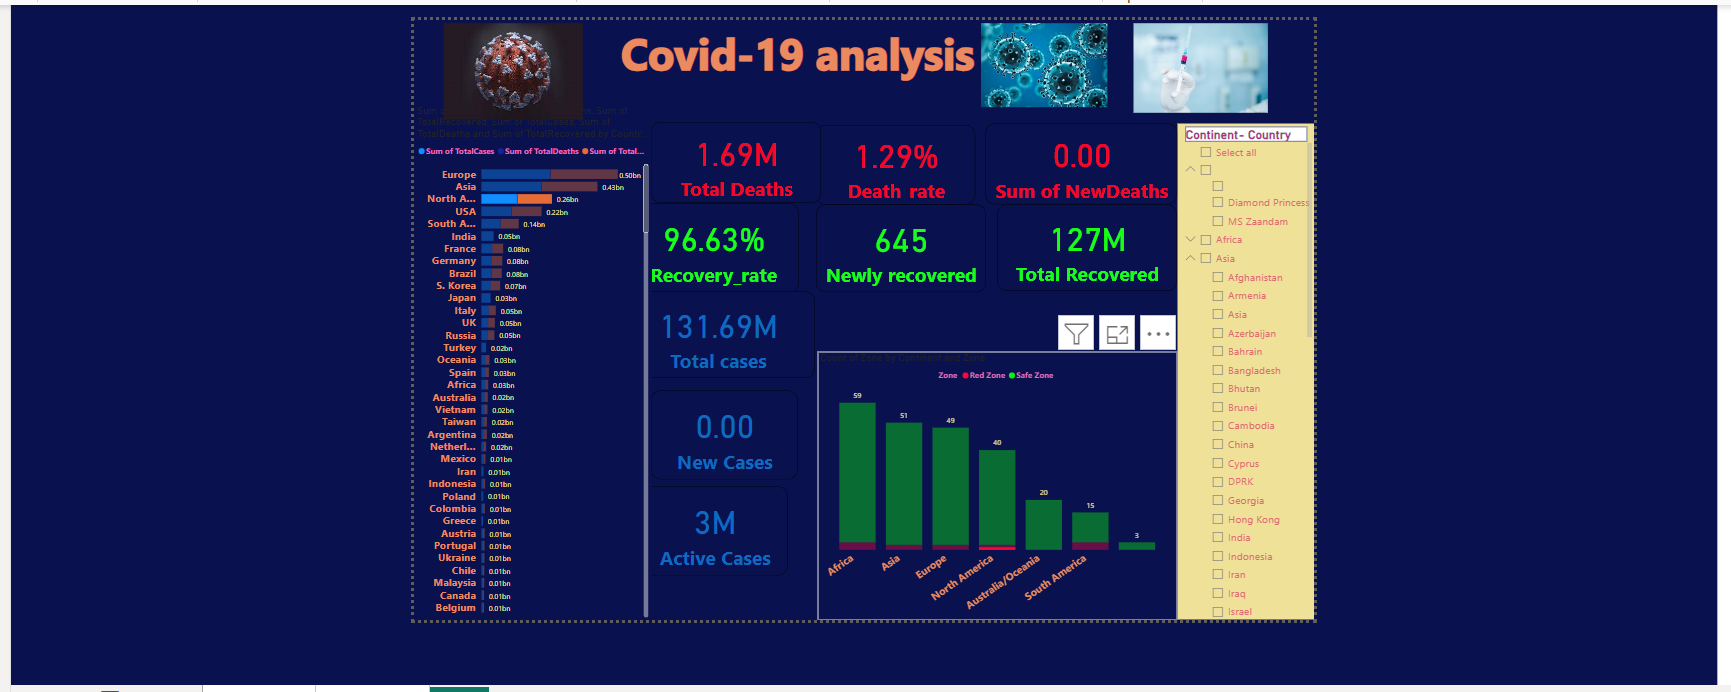 Covid-19 analysis
TotalRecovered, Sum of TotalCases, Sum of
TotalDeaths and Sum of TotalRecovered by Countr...
Sum of TotalCases Sum of TotalDeaths Sum of Total...
Europe 0.50bn
Asia 0.43bn
North A... 0.26bn
USA 0.22bn
South A... 0.14bn
India 0.05bn
France 0.08bn
Germany 0.08bn
Brazil 0.08bn
S. Korea 0.07bn
Japan 0.03bn
Italy 0.05bn
UK 0.05bn
Russia 0.05bn
Turkey 0.02bn
Oceania 0.03bn
Spain 0.03bn
Africa 0.03bn
Australia 0.02bn
Vietnam 0.02bn
Taiwan 0.02bn
Argentina 0.02bn
Netherl... 0.02bn
Mexico 0.01bn
Iran 0.01bn
Indonesia 0.01bn
Poland 0.01bn
Colombia 0.01bn
Greece 0.01bn
Austria 0.01bn
Portugal 0.01bn
Ukraine 0.01bn
Chile 0.01bn
Malaysia 0.01bn
Canada 0.01bn
Belgium 0.01bn
1.69M
Total Deaths
1.29%
Death_rate
0.00
Sum of NewDeaths
96.63%
Recovery_rate
645
Newly recovered
127M
Total Recovered
131.69M
Total cases
0.00
New Cases
3M
Active Cases
Count of Zone by Continent and Zone
Zone Red Zone Safe Zone
59
51
49
40
20
15
3
Africa
Asia
Europe
North America
Australia/Oceania
South America
Continent- Country
Select all
Diamond Princess
MS Zaandam
Africa
Asia
Afghanistan
Armenia
Asia
Azerbaijan
Bahrain
Bangladesh
Bhutan
Brunei
Cambodia
China
Cyprus
DPRK
Georgia
Hong Kong
India
Indonesia
Iran
Iraq
Israel